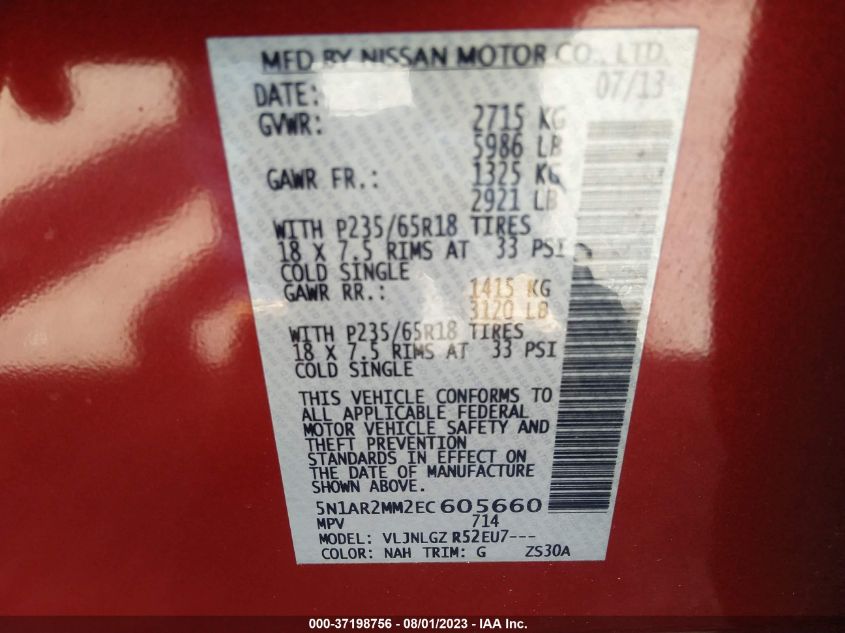 MFD BY NISSAN MOTOR CO., LTD.
DATE: 07/13
GVWR: 2715 KG
5986 LB
GAWR FR.: 1325 KG
2921 LB
WITH P235/65R18 TIRES
18 X 7.5 RIMS AT 33 PSI
COLD SINGLE
GAWR RR.: 1415 KG
3120 LB
WITH P235/65R18 TIRES
18 X 7.5 RIMS AT 33 PSI
COLD SINGLE
THIS VEHICLE CONFORMS TO
ALL APPLICABLE FEDERAL
MOTOR VEHICLE SAFETY AND
THEFT PREVENTION
STANDARDS IN EFFECT ON
THE DATE OF MANUFACTURE
SHOWN ABOVE.
5N1AR2MM2EC605660
MPV 714
MODEL: VLJNLGZ R52EU7---
COLOR: NAH TRIM: G ZS30A
000-37198756 - 08/01/2023 - IAA Inc.